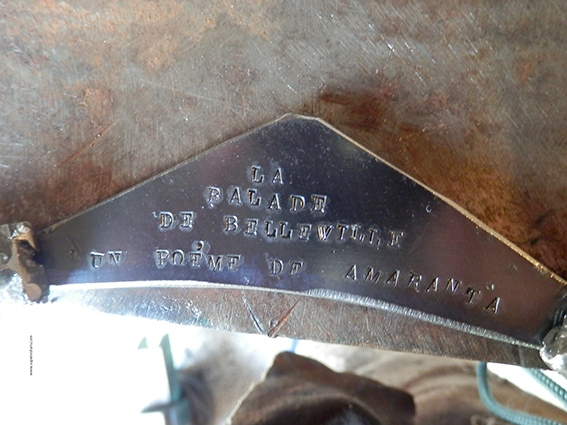 LA
BALADE
DE BELLEVILLE
UN POÈME DE AMARANTA